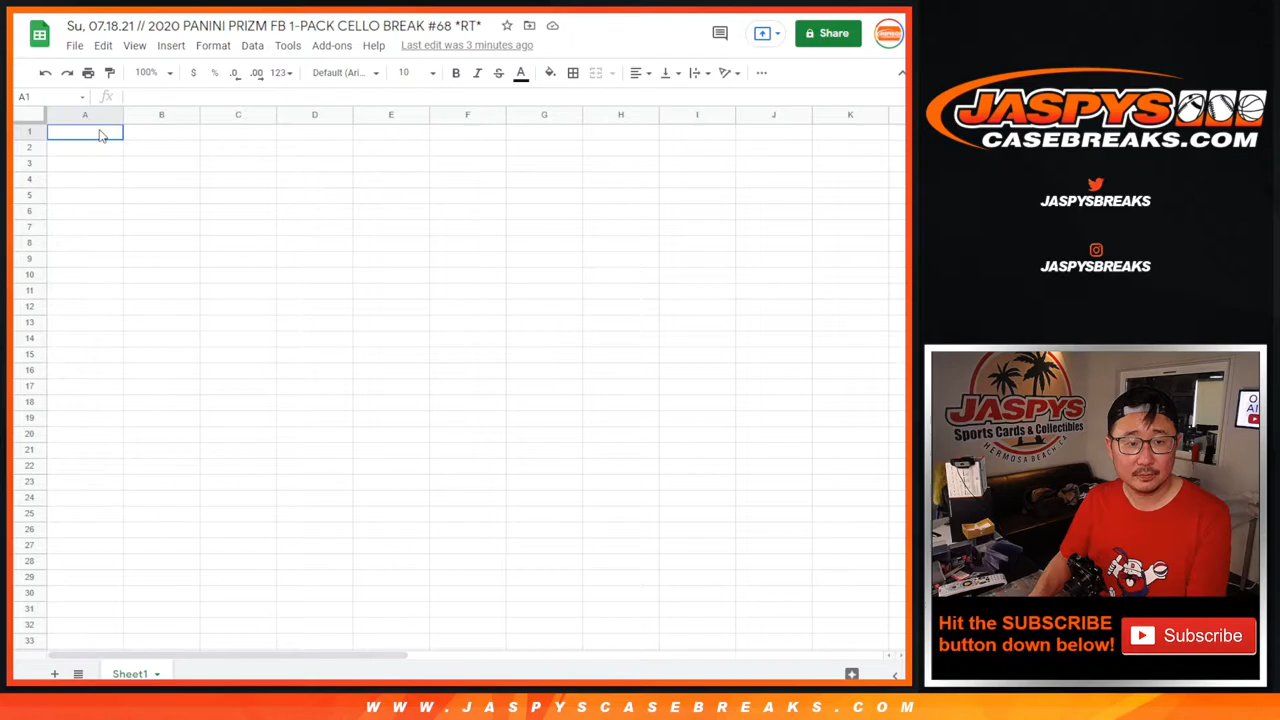 Su, 07.18.21 // 2020 PANINI PRIZM FB 1-PACK CELLO BREAK #68 *RT*
File Edit View Insert Format Data Tools Add-ons Help Last edit was 3 minutes ago
Share
100% $ % .0 .00 123 Default (Ari... 10 B I S A
A1 fx
A B C D E F G H I J K
1
2
3
4
5
6
7
8
9
10
11
12
13
14
15
16
17
18
19
20
21
22
23
24
25
26
27
28
29
30
31
32
33
Sheet1
JASPYS
CASEBREAKS.COM
JASPYSBREAKS
JASPYSBREAKS
JASPYS
Sports Cards & Collectibles
HERMOSA BEACH, CA
Hit the SUBSCRIBE
button down below!
Subscribe
WWW.JASPYSCASEBREAKS.COM